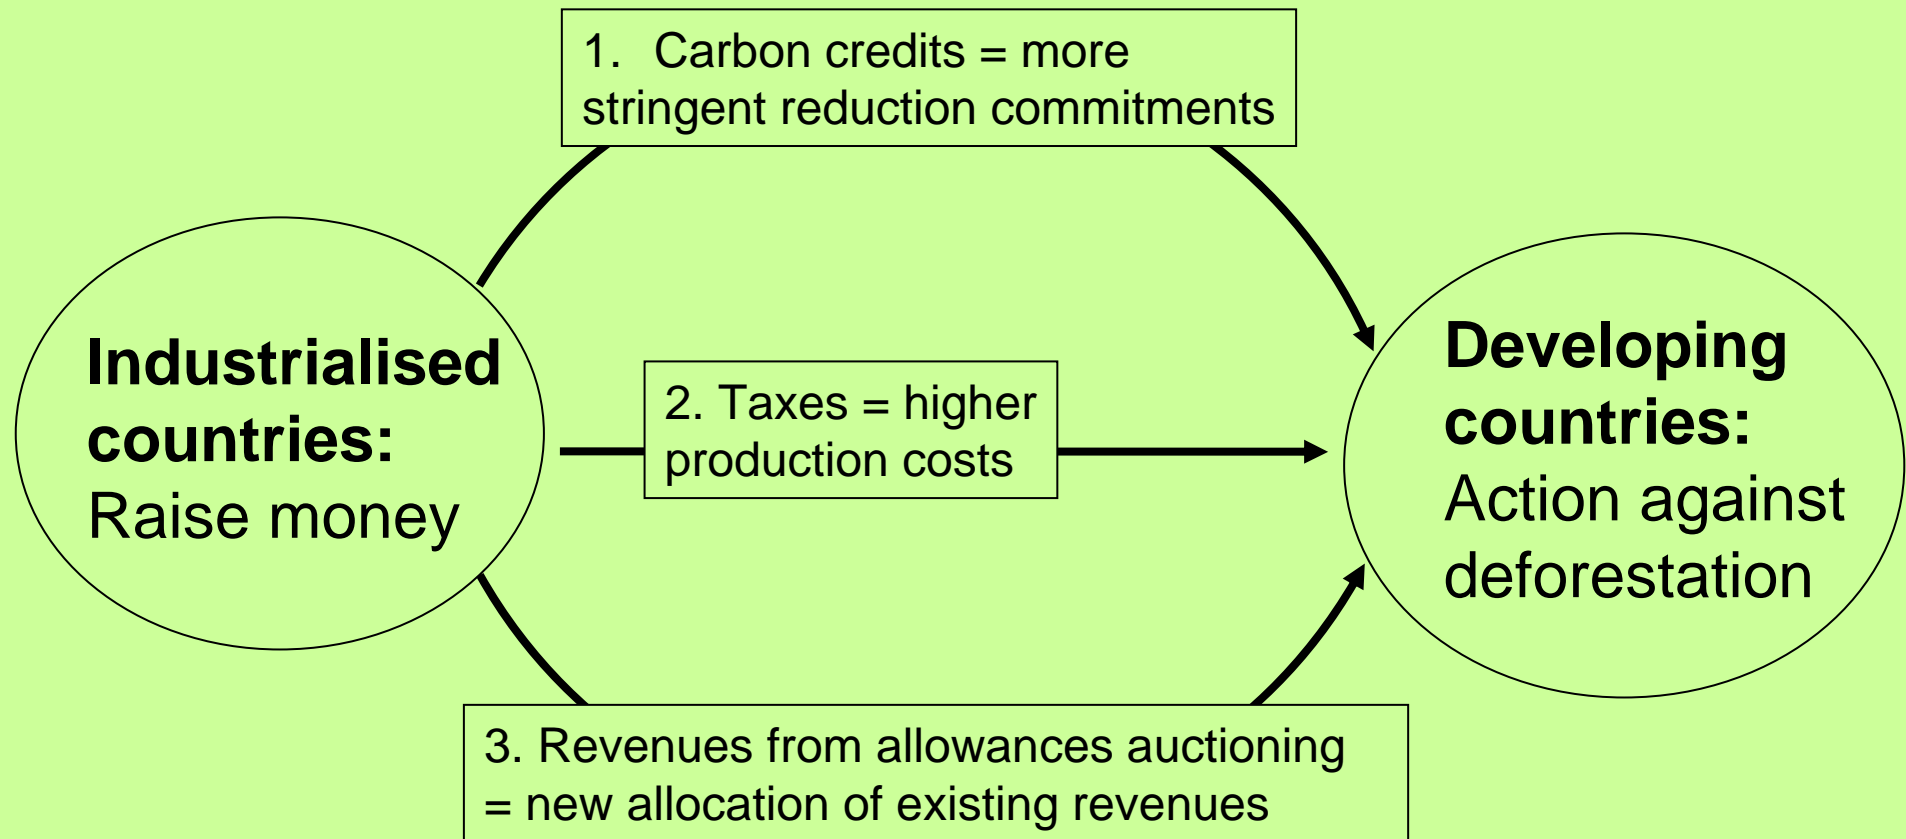 1. Carbon credits = more
stringent reduction commitments
Industrialised
countries:
Raise money
2. Taxes = higher
production costs
Developing
countries:
Action against
deforestation
3. Revenues from allowances auctioning
= new allocation of existing revenues